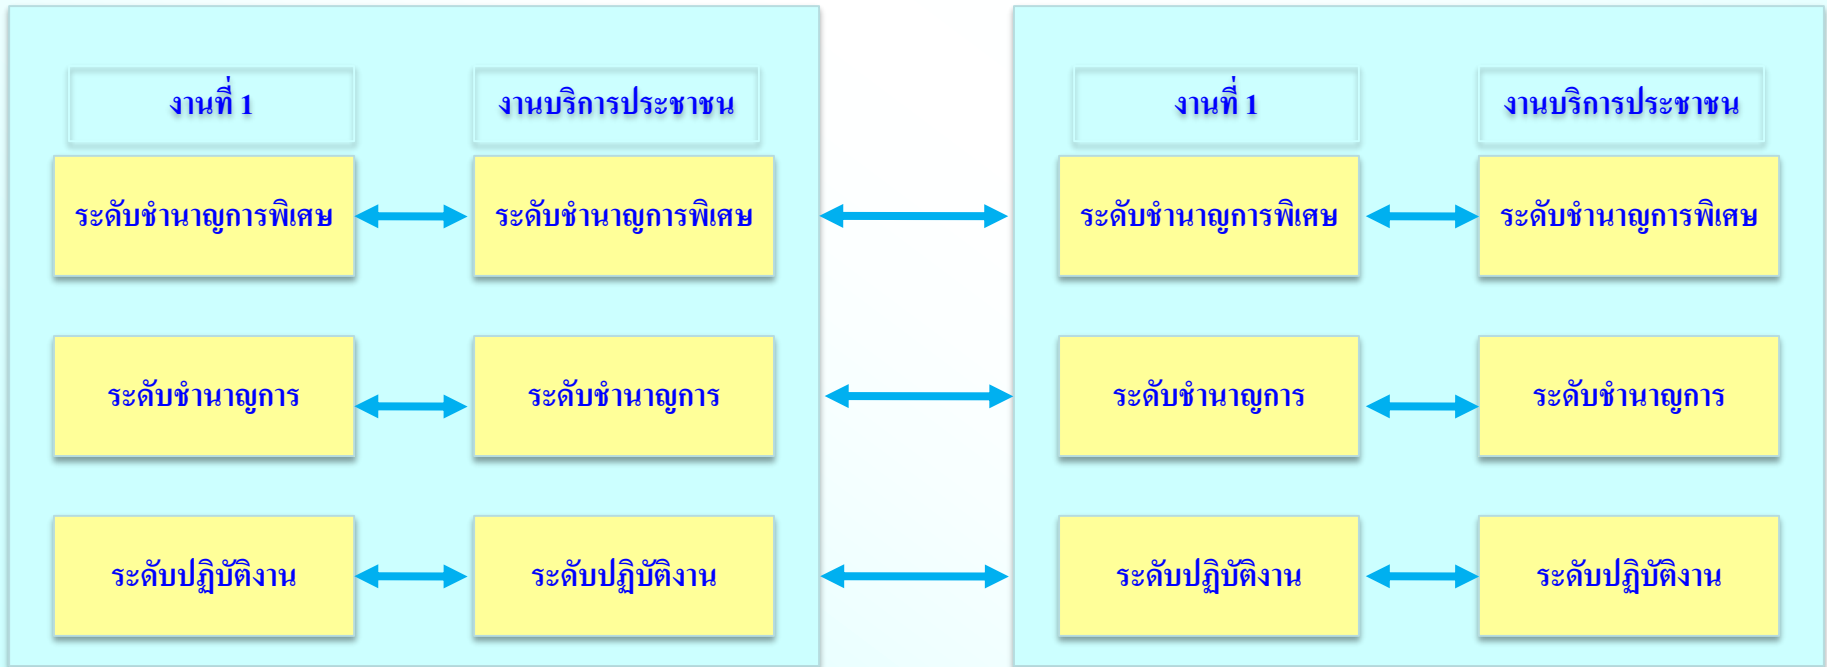 งานที่ 1
งานบริการประชาชน
ระดับชำนาญการพิเศษ
ระดับชำนาญการพิเศษ
ระดับชำนาญการ
ระดับชำนาญการ
ระดับปฏิบัติงาน
ระดับปฏิบัติงาน
งานที่ 1
งานบริการประชาชน
ระดับชำนาญการพิเศษ
ระดับชำนาญการพิเศษ
ระดับชำนาญการ
ระดับชำนาญการ
ระดับปฏิบัติงาน
ระดับปฏิบัติงาน